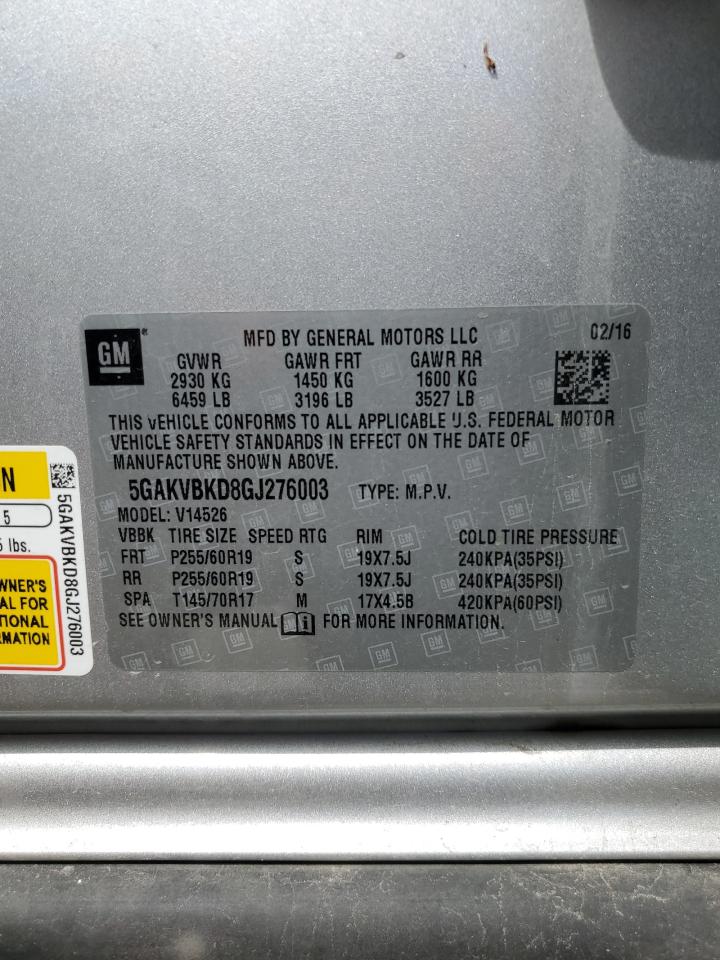 GM
MFD BY GENERAL MOTORS LLC 02/16
GVWR GAWR FRT GAWR RR
2930 KG 1450 KG 1600 KG
6459 LB 3196 LB 3527 LB
THIS VEHICLE CONFORMS TO ALL APPLICABLE U.S. FEDERAL MOTOR
VEHICLE SAFETY STANDARDS IN EFFECT ON THE DATE OF
MANUFACTURE SHOWN ABOVE.
5GAKVBKD8GJ276003 TYPE: M.P.V.
MODEL: V14526
VBBK TIRE SIZE SPEED RTG RIM COLD TIRE PRESSURE
FRT P255/60R19 S 19X7.5J 240KPA(35PSI)
RR P255/60R19 S 19X7.5J 240KPA(35PSI)
SPA T145/70R17 M 17X4.5B 420KPA(60PSI)
SEE OWNER'S MANUAL FOR MORE INFORMATION.
5GAKVBKD8GJ276003
N
5
lbs.
WNER'S
AL FOR
TIONAL
RMATION